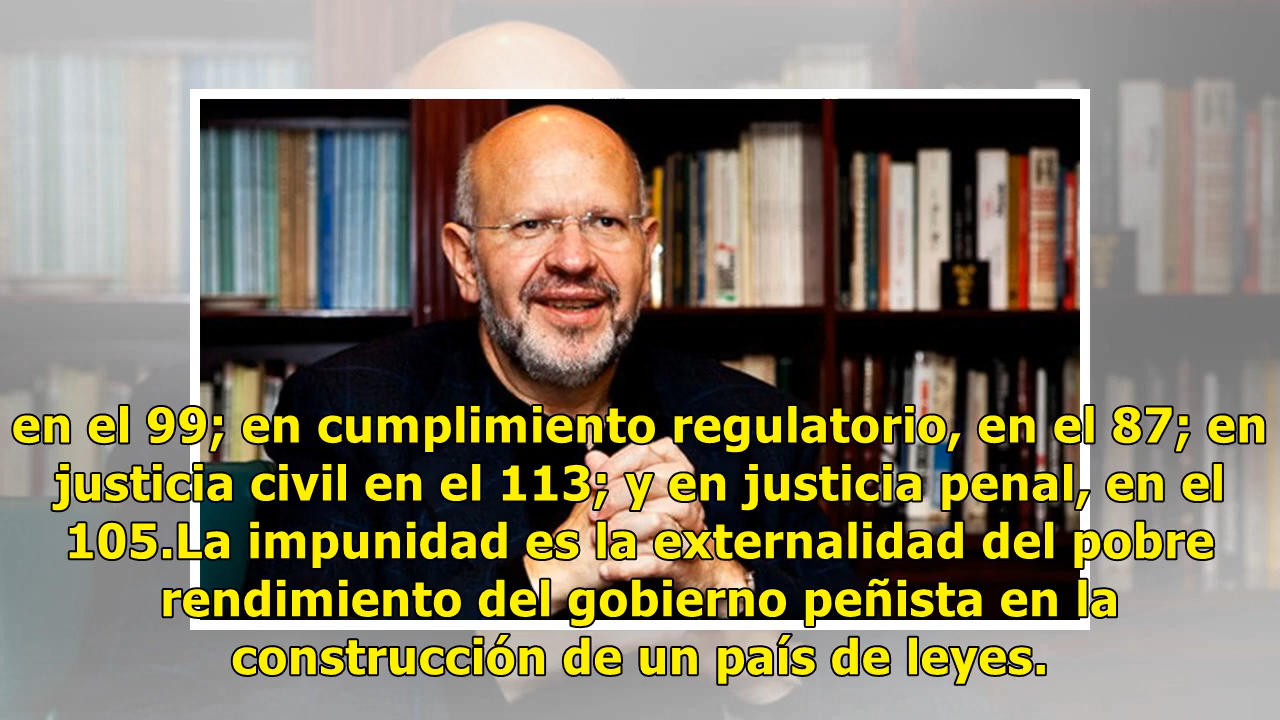 en el 99; en cumplimiento regulatorio, en el 87; en
justicia civil en el 113; y en justicia penal, en el
105.La impunidad es la externalidad del pobre
rendimiento del gobierno peñista en la
construcción de un país de leyes.